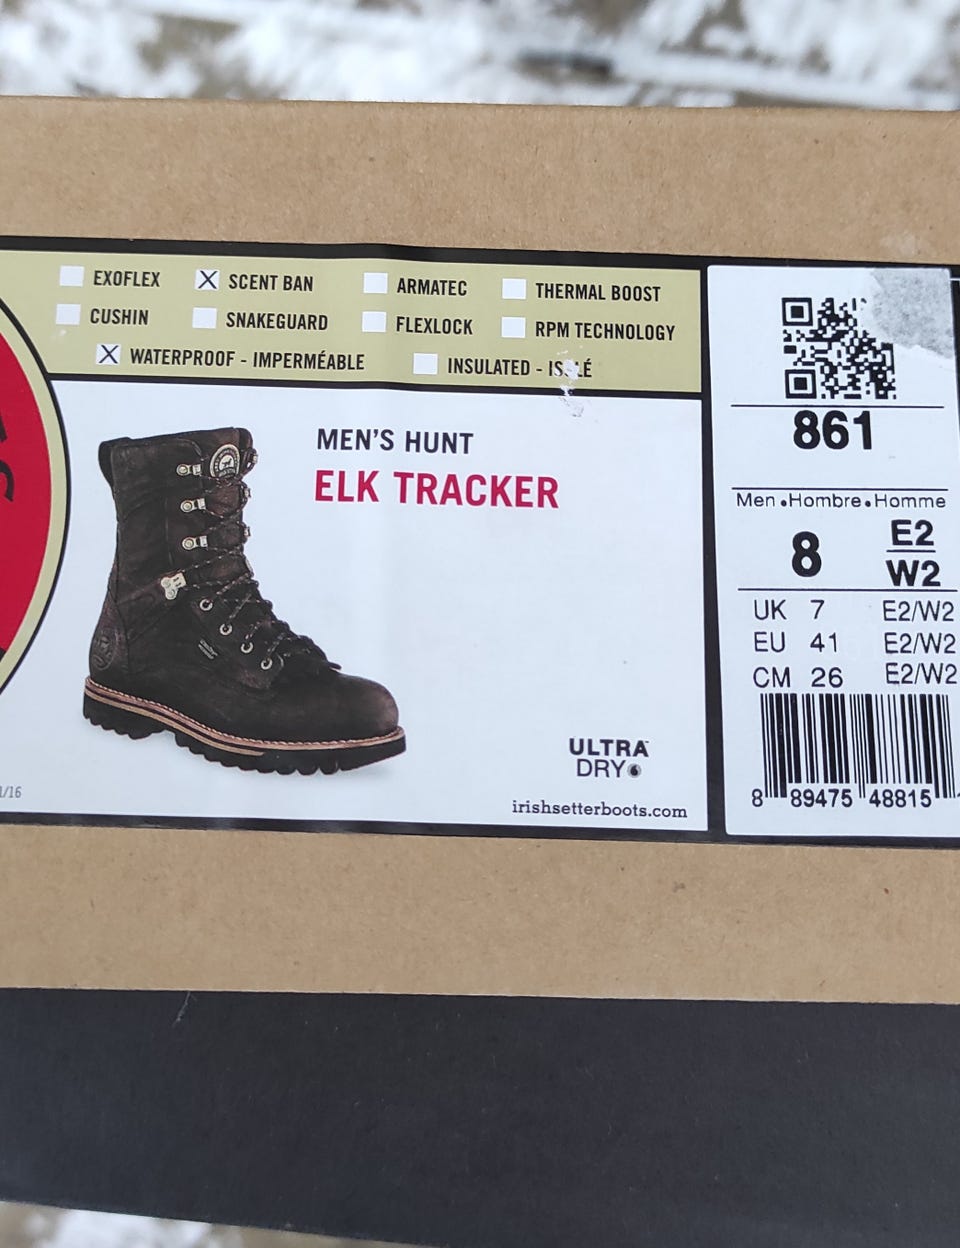 EXOFLEX X SCENT BAN ARMATEC THERMAL BOOST
CUSHIN SNAKEGUARD FLEXLOCK RPM TECHNOLOGY
X WATERPROOF - IMPERMÉABLE INSULATED -
MEN'S HUNT
ELK TRACKER
ULTRA
DRY
irishsetterboots.com
/16
861
Men •Hombre•Homme
8 E2
W2
UK 7 E2/W2
EU 41 E2/W2
CM 26 E2/W2
8 89475 48815